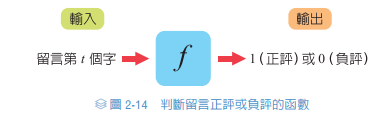 輸入
輸出
留言第 t 個字
f
1(正評)或 0(負評)
圖 2-14 判斷留言正評或負評的函數